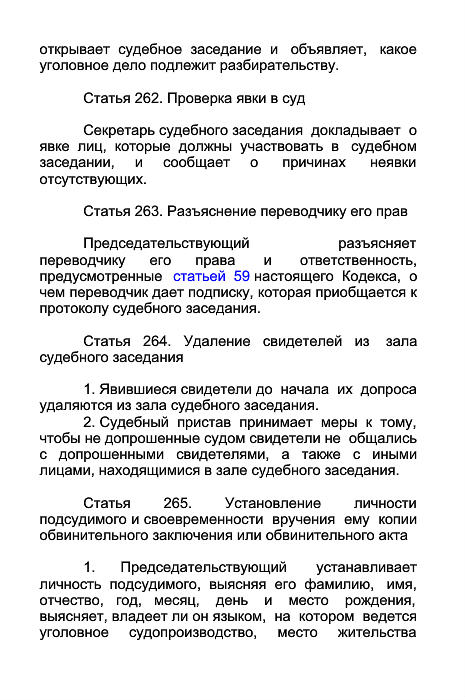 открывает судебное заседание и объявляет, какое
уголовное дело подлежит разбирательству.
Статья 262. Проверка явки в суд
Секретарь судебного заседания докладывает о
явке лиц, которые должны участвовать в судебном
заседании, и сообщает о причинах неявки
отсутствующих.
Статья 263. Разъяснение переводчику его прав
Председательствующий разъясняет
переводчику его права и ответственность,
предусмотренные статьей 59 настоящего Кодекса, о
чем переводчик дает подписку, которая приобщается к
протоколу судебного заседания.
Статья 264. Удаление свидетелей из зала
судебного заседания
1. Явившиеся свидетели до начала их допроса
удаляются из зала судебного заседания.
2. Судебный пристав принимает меры к тому,
чтобы не допрошенные судом свидетели не общались
с допрошенными свидетелями, а также с иными
лицами, находящимися в зале судебного заседания.
Статья 265. Установление личности
подсудимого и своевременности вручения ему копии
обвинительного заключения или обвинительного акта
1. Председательствующий устанавливает
личность подсудимого, выясняя его фамилию, имя,
отчество, год, месяц, день и место рождения,
выясняет, владеет ли он языком, на котором ведется
уголовное судопроизводство, место жительства